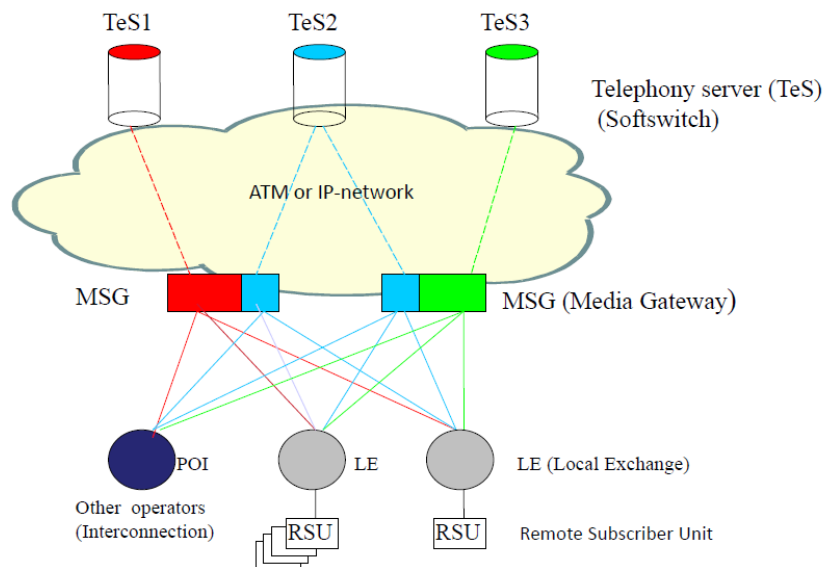 TeS1
TeS2
TeS3
Telephony server (TeS)
(Softswitch)
ATM or IP-network
MSG
MSG (Media Gateway)
POI
LE
LE (Local Exchange)
Other operators
(Interconnection)
RSU
RSU
Remote Subscriber Unit